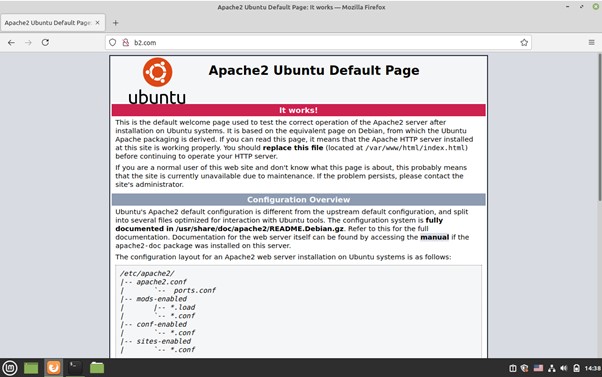 Apache2 Ubuntu Default Page: It works — Mozilla Firefox
Apache2 Ubuntu Default Page
b2.com
ubuntu
Apache2 Ubuntu Default Page
It works!
This is the default welcome page used to test the correct operation of the Apache2 server after
installation on Ubuntu systems. It is based on the equivalent page on Debian, from which the Ubuntu
Apache packaging is derived. If you can read this page, it means that the Apache HTTP server installed
at this site is working properly. You should replace this file (located at /var/www/html/index.html)
before continuing to operate your HTTP server.
If you are a normal user of this web site and don't know what this page is about, this probably means
that the site is currently unavailable due to maintenance. If the problem persists, please contact the
site's administrator.
Configuration Overview
Ubuntu's Apache2 default configuration is different from the upstream default configuration, and split
into several files optimized for interaction with Ubuntu tools. The configuration system is fully
documented in /usr/share/doc/apache2/README.Debian.gz. Refer to this for the full
documentation. Documentation for the web server itself can be found by accessing the manual if the
apache2-doc package was installed on this server.
The configuration layout for an Apache2 web server installation on Ubuntu systems is as follows:
/etc/apache2/
|-- apache2.conf
|       `--  ports.conf
|-- mods-enabled
|       |-- *.load
|       `-- *.conf
|-- conf-enabled
|       `-- *.conf
|-- sites-enabled
|       `-- *.conf
14:38